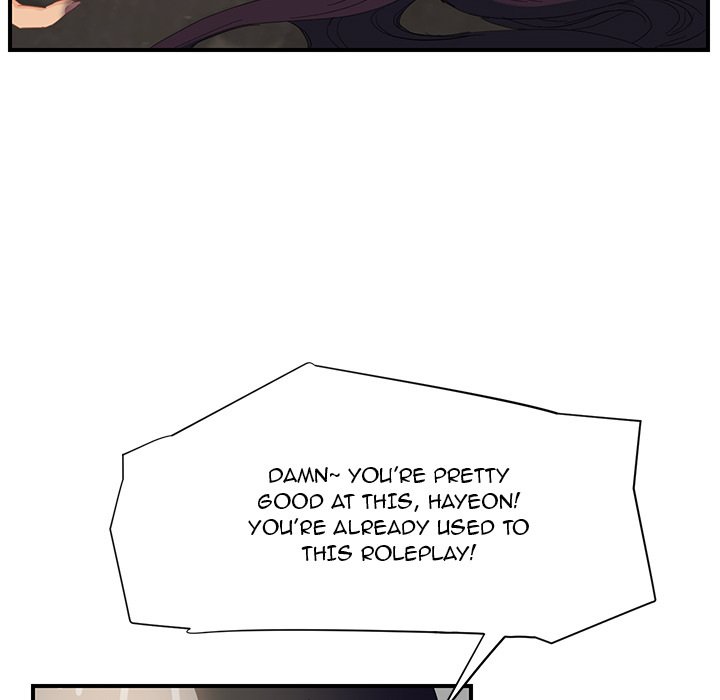 DAMN~ YOU'RE PRETTY
GOOD AT THIS, HAYEON!
YOU'RE ALREADY USED TO
THIS ROLEPLAY!